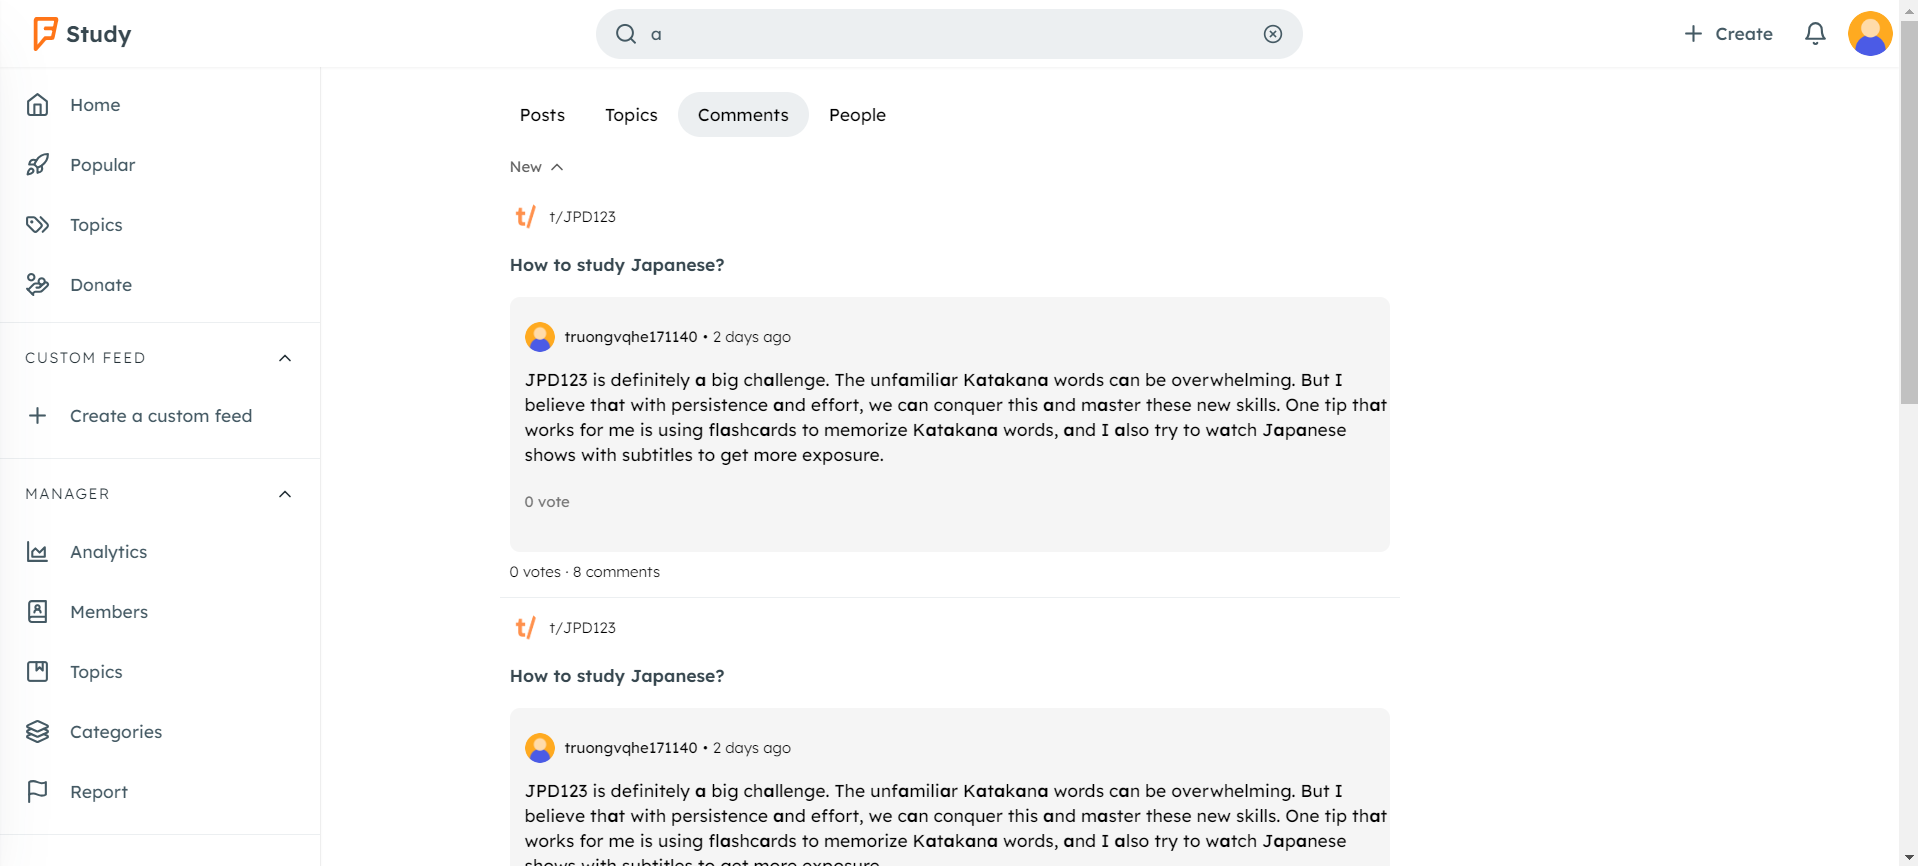 Study
a
Create
Home
Popular
Topics
Donate
CUSTOM FEED
Create a custom feed
MANAGER
Analytics
Members
Topics
Categories
Report
Posts
Topics
Comments
People
New
t/ t/JPD123
How to study Japanese?
truongvqhe171140 • 2 days ago
JPD123 is definitely a big challenge. The unfamiliar Katakana words can be overwhelming. But I
believe that with persistence and effort, we can conquer this and master these new skills. One tip that
works for me is using flashcards to memorize Katakana words, and I also try to watch Japanese
shows with subtitles to get more exposure.
0 vote
0 votes · 8 comments
t/ t/JPD123
How to study Japanese?
truongvqhe171140 • 2 days ago
JPD123 is definitely a big challenge. The unfamiliar Katakana words can be overwhelming. But I
believe that with persistence and effort, we can conquer this and master these new skills. One tip that
works for me is using flashcards to memorize Katakana words, and I also try to watch Japanese
shows with subtitles to get more exposure.